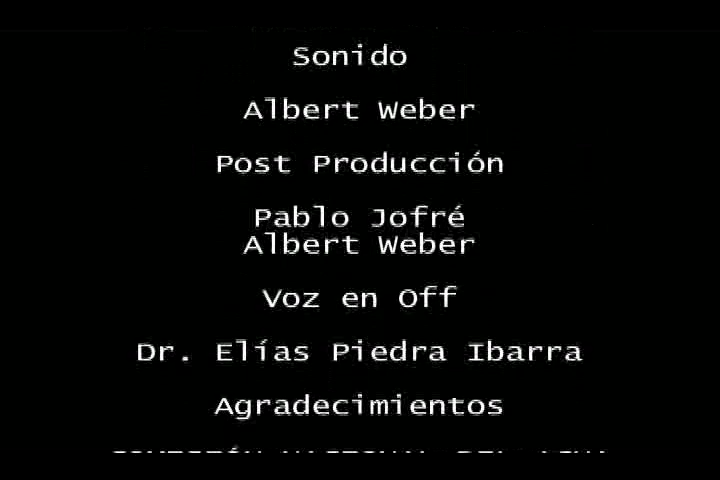 Sonido
Albert Weber
Post Producción
Pablo Jofré
Albert Weber
Voz en Off
Dr. Elías Piedra Ibarra
Agradecimientos